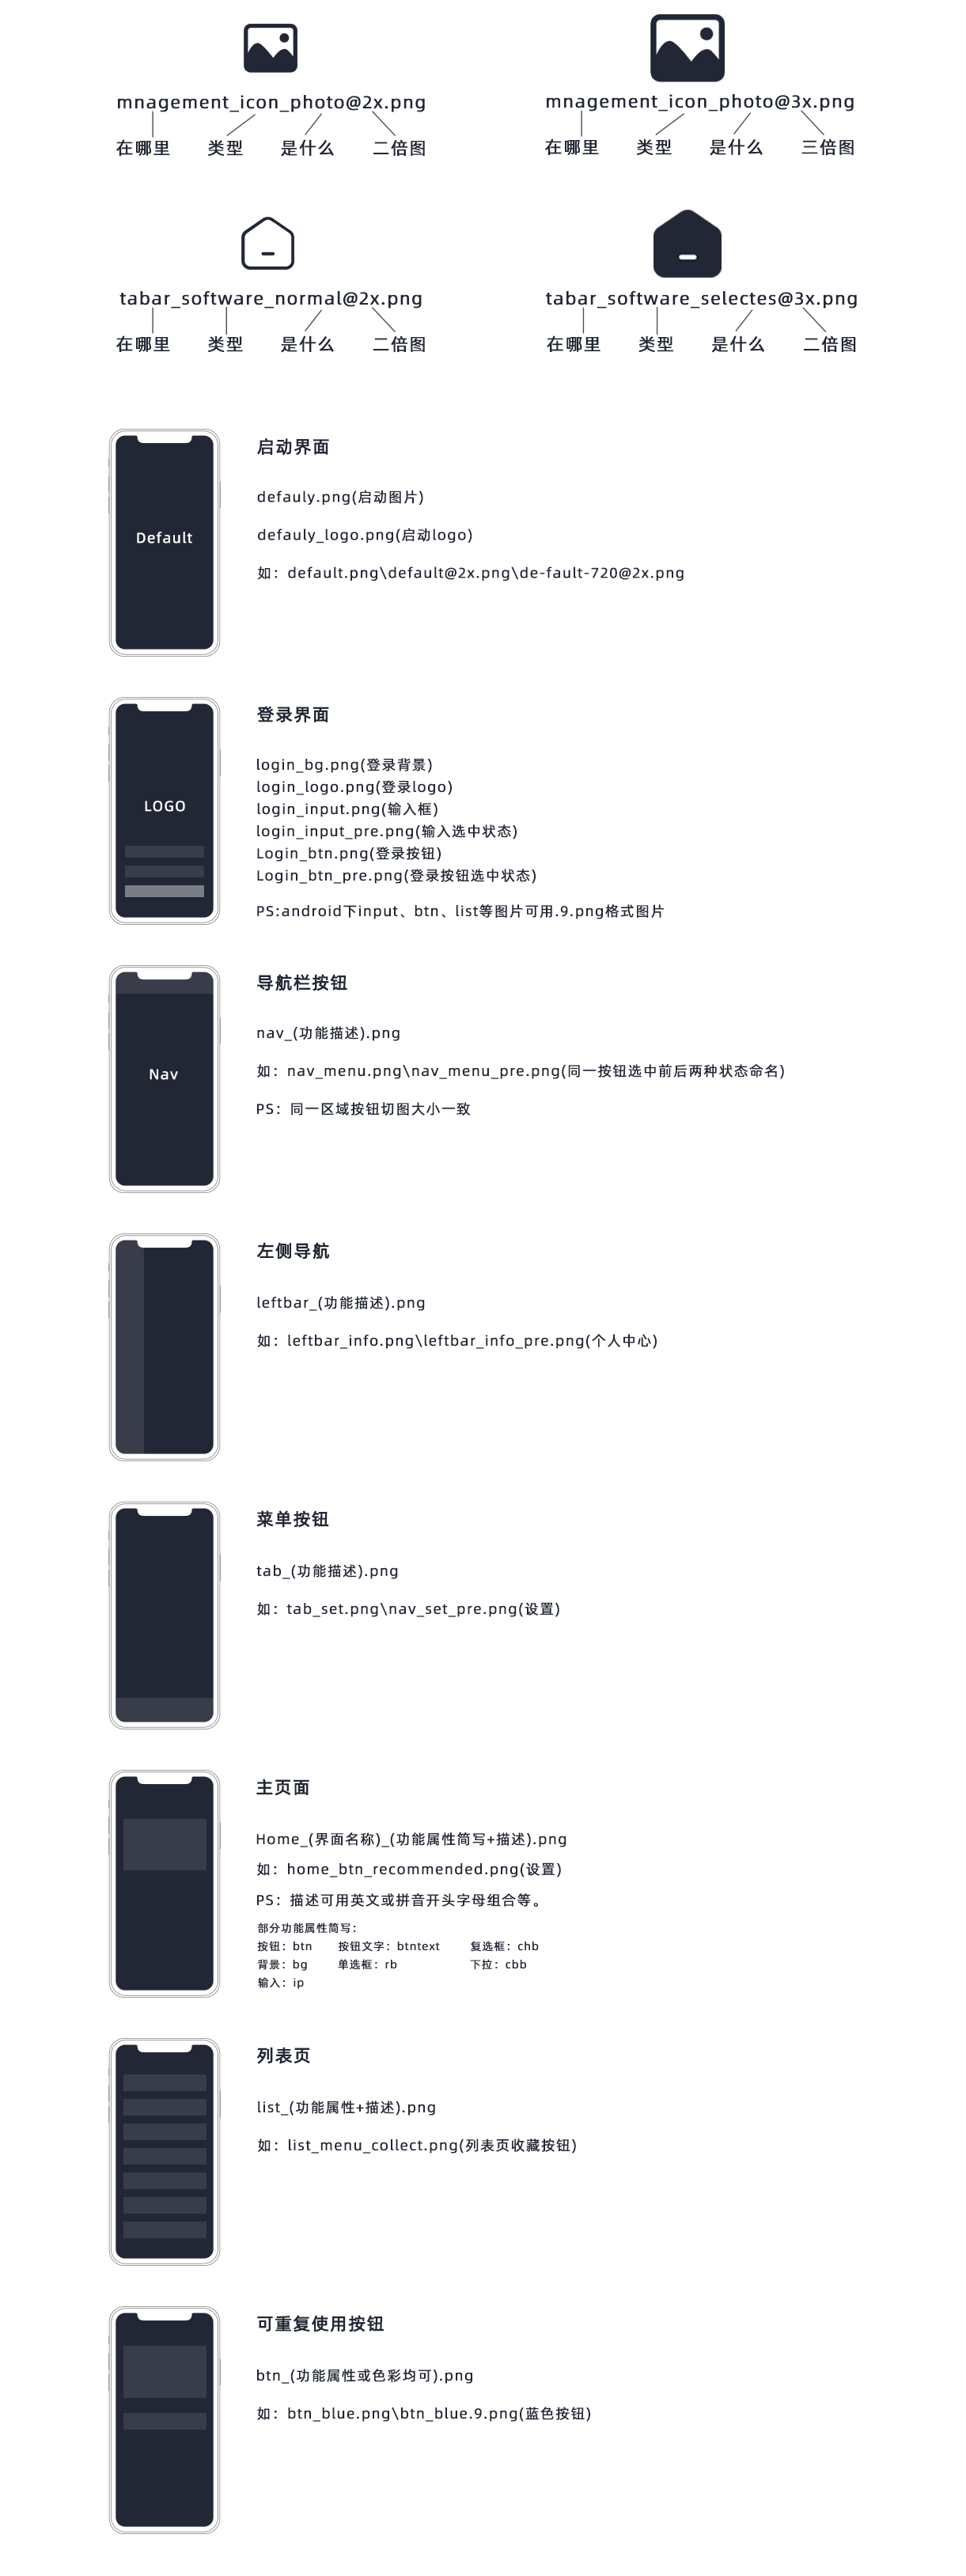 mnagement_icon_photo@2x.png
在哪里 类型 是什么 二倍图
mnagement_icon_photo@3x.png
在哪里 类型 是什么 三倍图
tabar_software_normal@2x.png
在哪里 类型 是什么 二倍图
tabar_software_selectes@3x.png
在哪里 类型 是什么 二倍图
Default
启动界面
defauly.png(启动图片)
defauly_logo.png(启动logo)
如：default.png\default@2x.png\de-fault-720@2x.png
LOGO
登录界面
login_bg.png(登录背景)
login_logo.png(登录logo)
login_input.png(输入框)
login_input_pre.png(输入选中状态)
Login_btn.png(登录按钮)
Login_btn_pre.png(登录按钮选中状态)
PS:android下input、btn、list等图片可用.9.png格式图片
Nav
导航栏按钮
nav_(功能描述).png
如：nav_menu.png\nav_menu_pre.png(同一按钮选中前后两种状态命名)
PS：同一区域按钮切图大小一致
左侧导航
leftbar_(功能描述).png
如：leftbar_info.png\leftbar_info_pre.png(个人中心)
菜单按钮
tab_(功能描述).png
如：tab_set.png\nav_set_pre.png(设置)
主页面
Home_(界面名称)_(功能属性简写+描述).png
如：home_btn_recommended.png(设置)
PS：描述可用英文或拼音开头字母组合等。
部分功能属性简写：
按钮：btn 按钮文字：btntext 复选框：chb
背景：bg 单选框：rb 下拉：cbb
输入：ip
列表页
list_(功能属性+描述).png
如：list_menu_collect.png(列表页收藏按钮)
可重复使用按钮
btn_(功能属性或色彩均可).png
如：btn_blue.png\btn_blue.9.png(蓝色按钮)